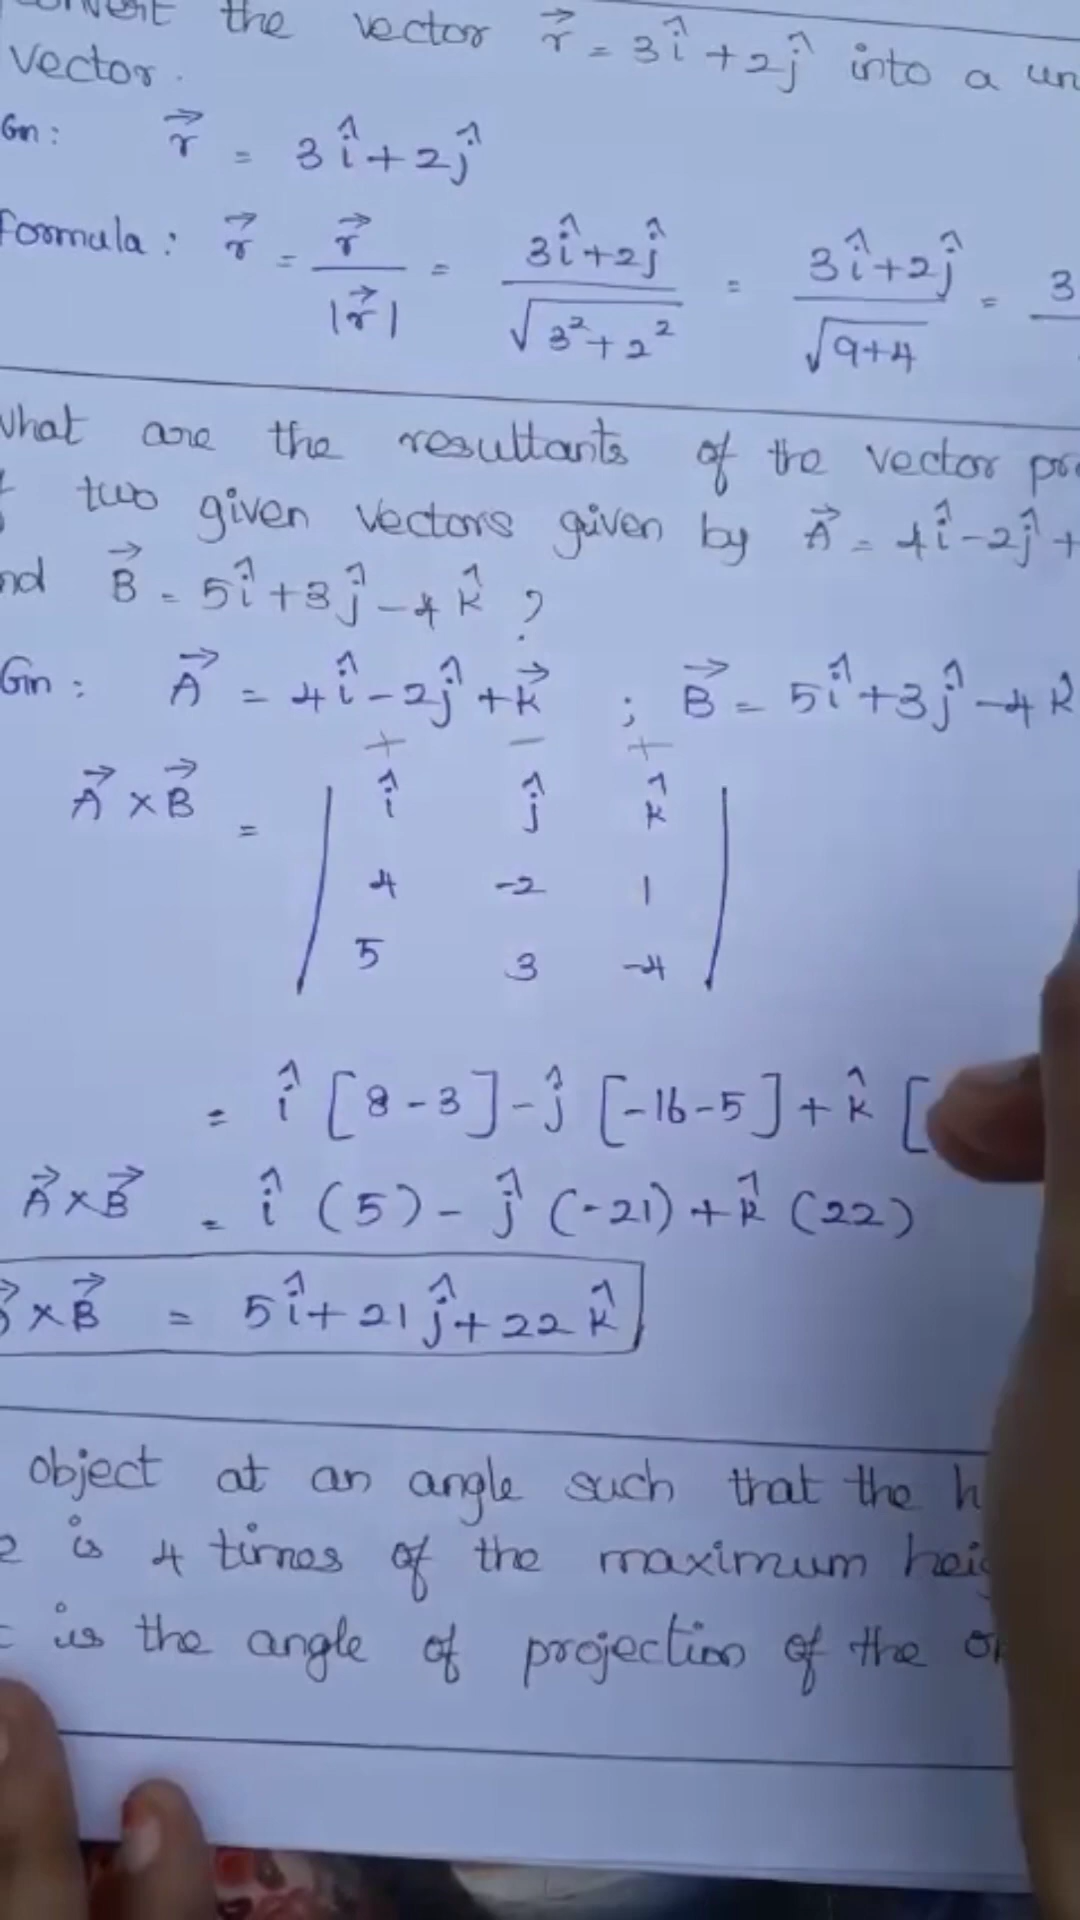 the vector r⃗ = 3î + 2ĵ into a
vector.
Gn: r⃗ = 3î + 2ĵ
Formula: r⃗ = r⃗ / |r⃗| = 3î + 2ĵ / √3² + 2² = 3î + 2ĵ / √9+4 = 3
What are the resultants of the vector
two given vectors given by A⃗ = 4î - 2ĵ +
B⃗ = 5î + 3ĵ - 4k̂ ?
Gn: A⃗ = 4î - 2ĵ + k⃗ ; B⃗ = 5î + 3ĵ - 4k̂
+ - +
A⃗ × B⃗ = | î ĵ k̂ |
4 -2 1
5 3 -4
= î [8-3] - ĵ [-16-5] + k̂ [
A⃗ × B⃗ = î (5) - ĵ (-21) + k̂ (22)
× B⃗ = 5î + 21ĵ + 22k̂
object at an angle such that the h
is 4 times of the maximum
is the angle of projection of the